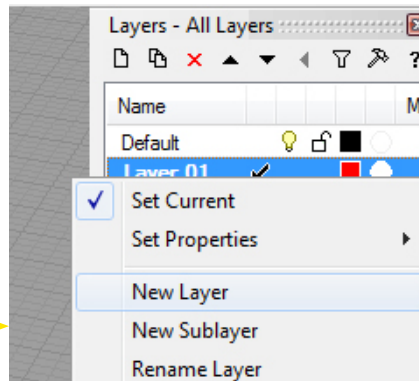 Layers - All Layers
Name
M
Default
Layer 01
Set Current
Set Properties
New Layer
New Sublayer
Rename Layer